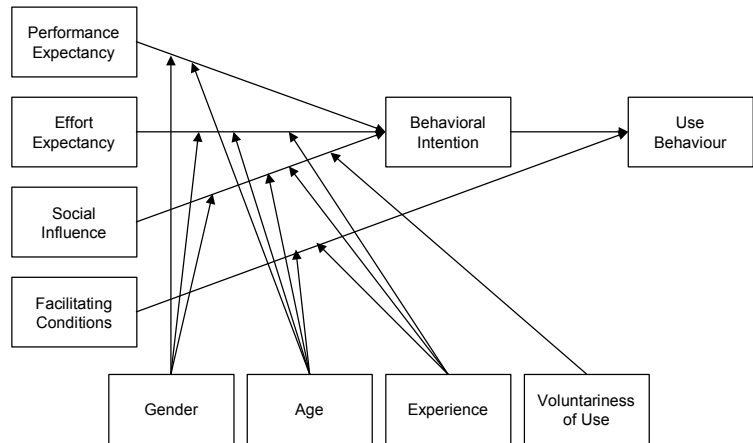 Performance
Expectancy
Effort
Expectancy
Behavioral
Intention
Use
Behaviour
Social
Influence
Facilitating
Conditions
Gender
Age
Experience
Voluntariness
of Use